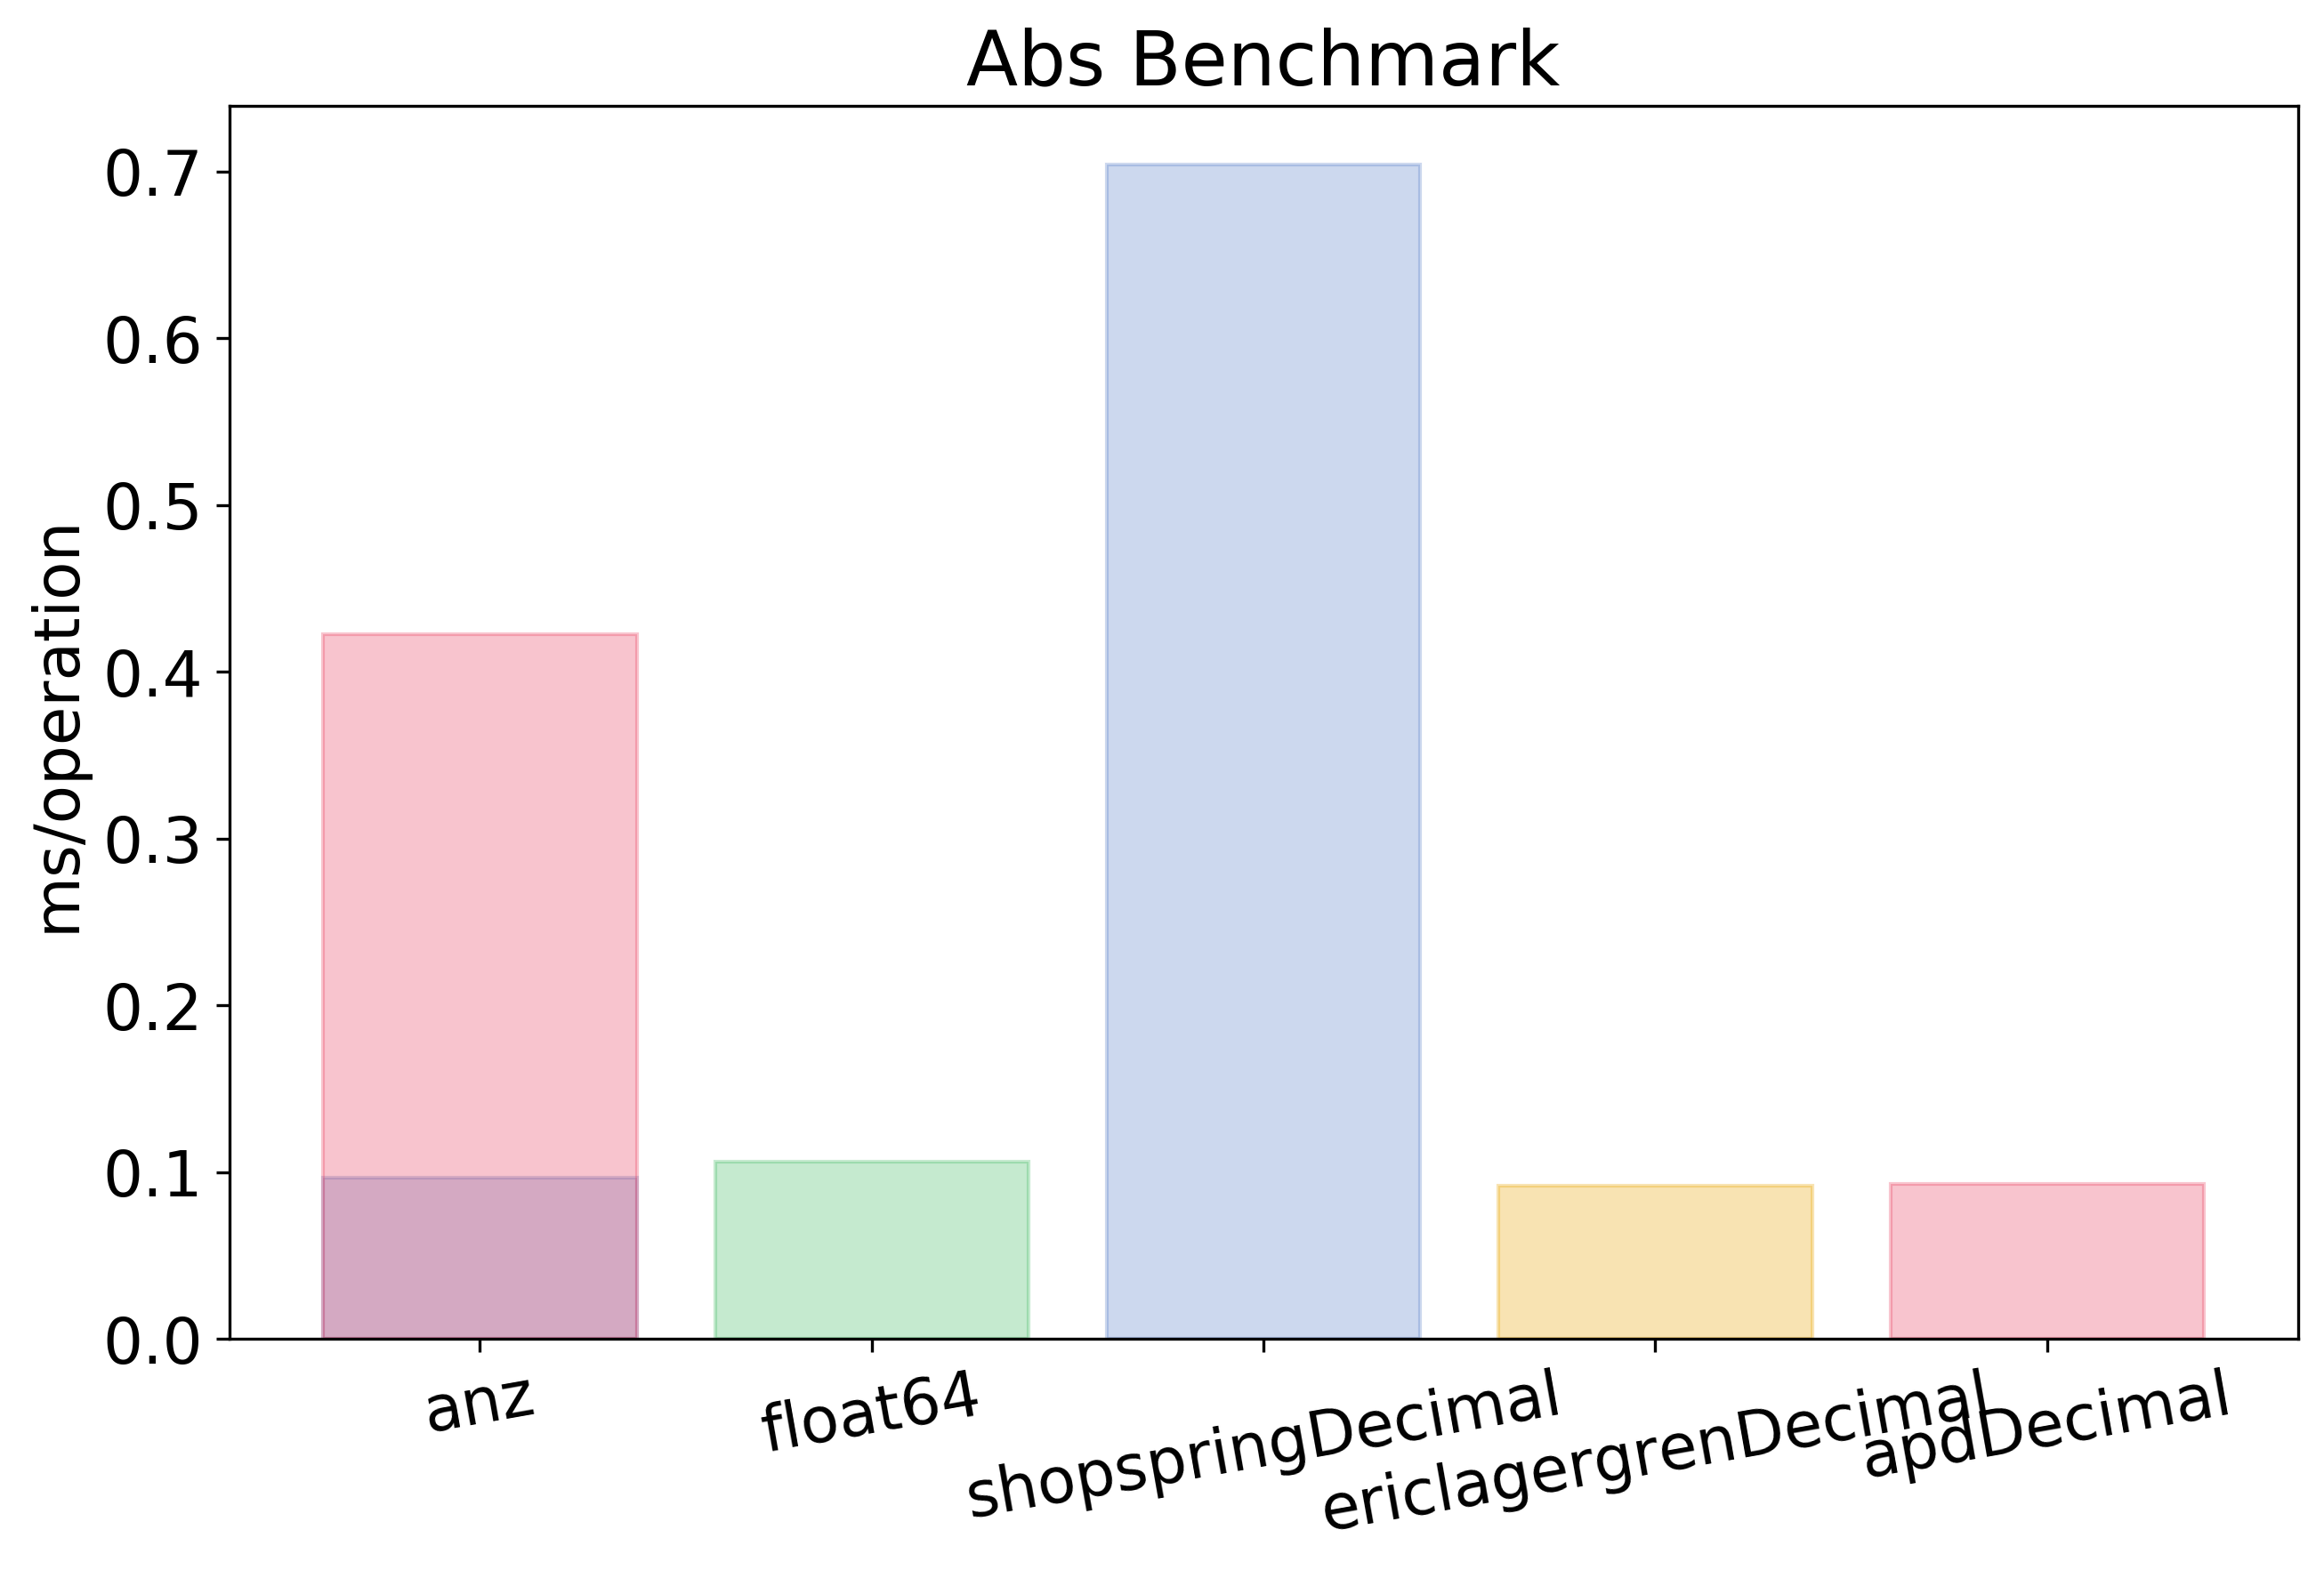 Abs Benchmark
ms/operation
0.7
0.6
0.5
0.4
0.3
0.2
0.1
0.0
anz
float64
shopspringDecimal
ericlagergrenDecimal
apdDecimal